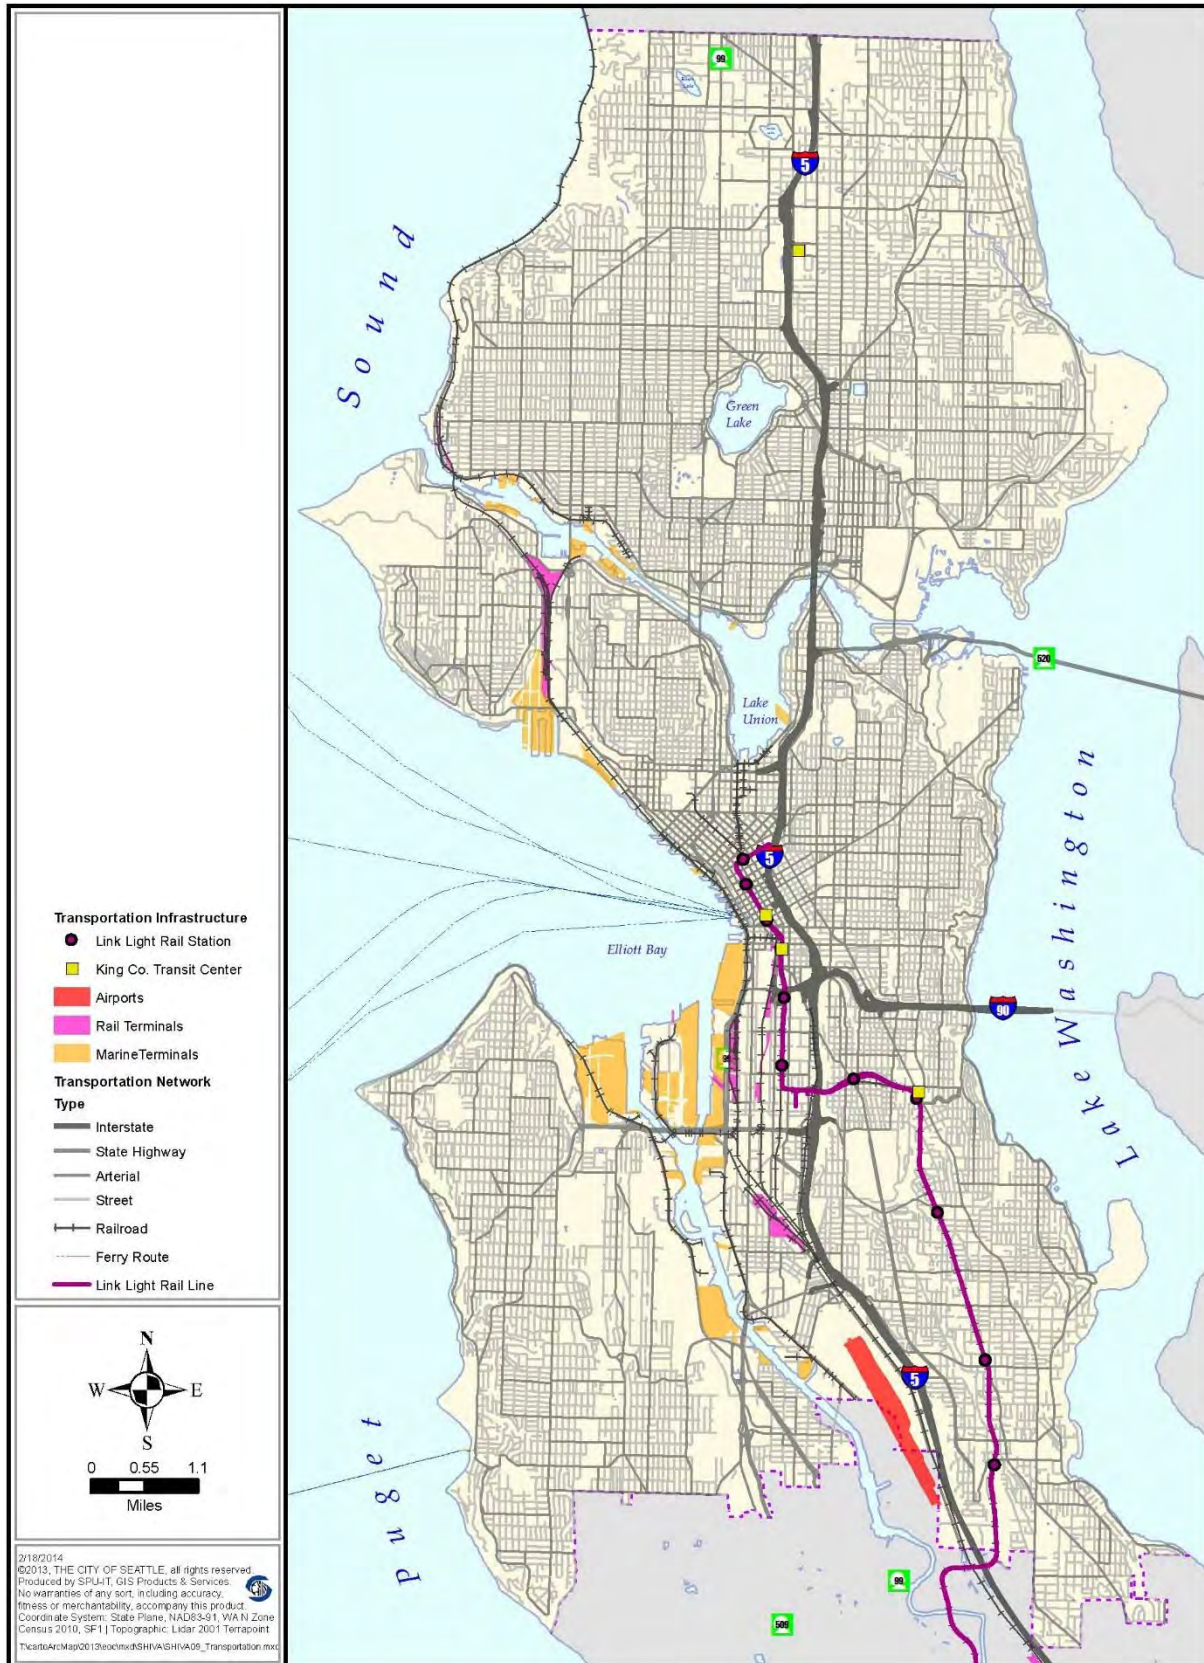 Transportation Infrastructure
Link Light Rail Station
King Co. Transit Center
Airports
Rail Terminals
MarineTerminals
Transportation Network
Type
Interstate
State Highway
Arterial
Street
Railroad
Ferry Route
Link Light Rail Line
N
W E
S
0 0.55 1.1
Miles
2/18/2014
©2013, THE CITY OF SEATTLE, all rights reserved.
Produced by SPU-IT, GIS Products & Services.
No warranties of any sort, including accuracy,
fitness or merchantability, accompany this product.
Coordinate System: State Plane, NAD83-91, WA N Zone
Census 2010, SF1 | Topographic: Lidar 2001 Terrapoint
99
5
Sound
Green
Lake
520
Lake
Union
5
Lake Washington
Elliott Bay
90
5
Puget
99
509